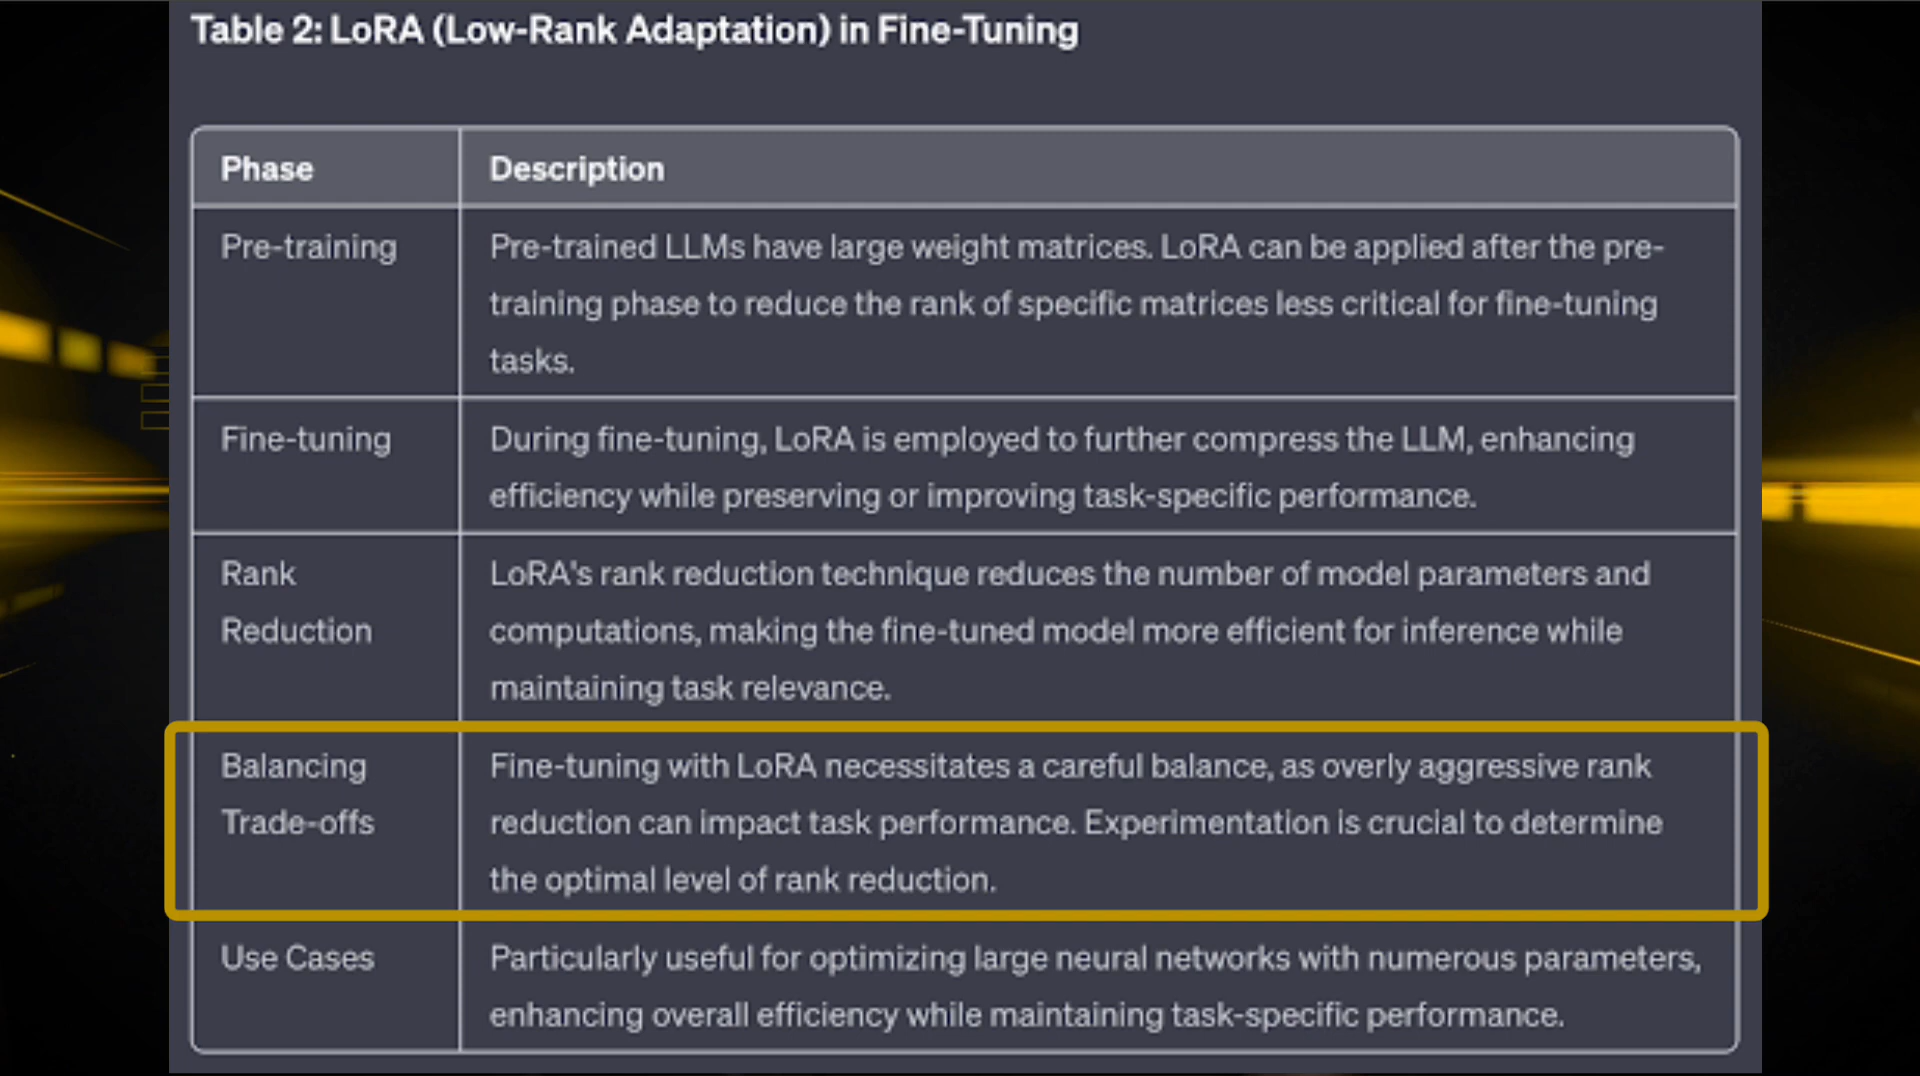 Table 2: LoRA (Low-Rank Adaptation) in Fine-Tuning
Phase
Description
Pre-training
Pre-trained LLMs have large weight matrices. LoRA can be applied after the pre-
training phase to reduce the rank of specific matrices less critical for fine-tuning
tasks.
Fine-tuning
During fine-tuning, LoRA is employed to further compress the LLM, enhancing
efficiency while preserving or improving task-specific performance.
Rank
Reduction
LoRA's rank reduction technique reduces the number of model parameters and
computations, making the fine-tuned model more efficient for inference while
maintaining task relevance.
Balancing
Trade-offs
Fine-tuning with LoRA necessitates a careful balance, as overly aggressive rank
reduction can impact task performance. Experimentation is crucial to determine
the optimal level of rank reduction.
Use Cases
Particularly useful for optimizing large neural networks with numerous parameters,
enhancing overall efficiency while maintaining task-specific performance.